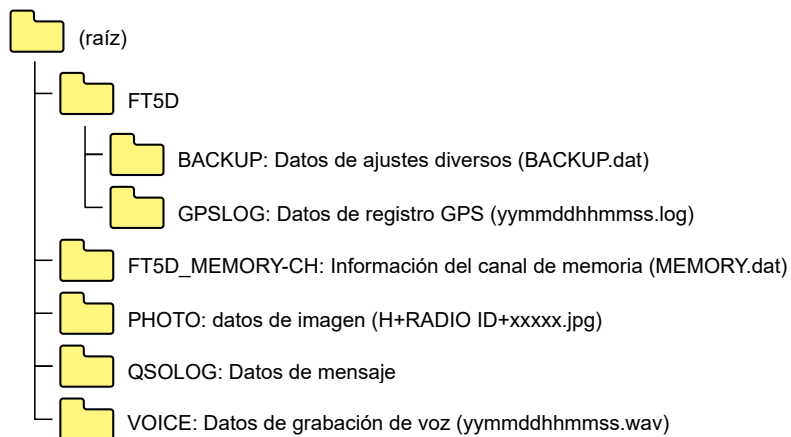 (raíz)
FT5D
BACKUP: Datos de ajustes diversos (BACKUP.dat)
GPSLOG: Datos de registro GPS (yymmddhhmmss.log)
FT5D_MEMORY-CH: Información del canal de memoria (MEMORY.dat)
PHOTO: datos de imagen (H+RADIO ID+xxxxx.jpg)
QSOLOG: Datos de mensaje
VOICE: Datos de grabación de voz (yymmddhhmmss.wav)